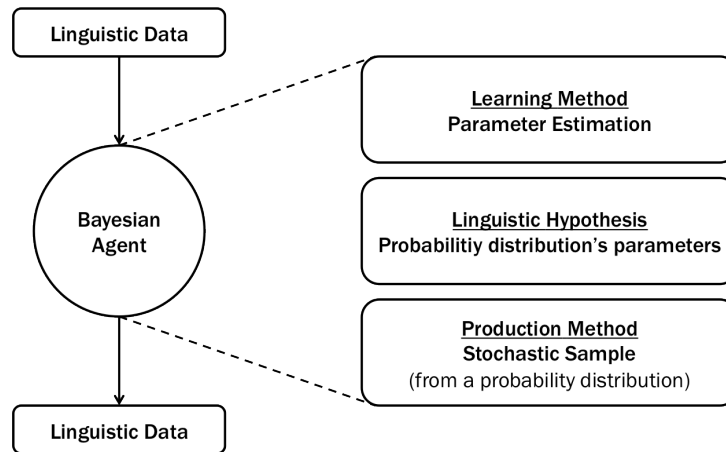 Linguistic Data
Learning Method
Parameter Estimation
Bayesian
Agent
Linguistic Hypothesis
Probabilitiy distribution's parameters
Production Method
Stochastic Sample
(from a probability distribution)
Linguistic Data